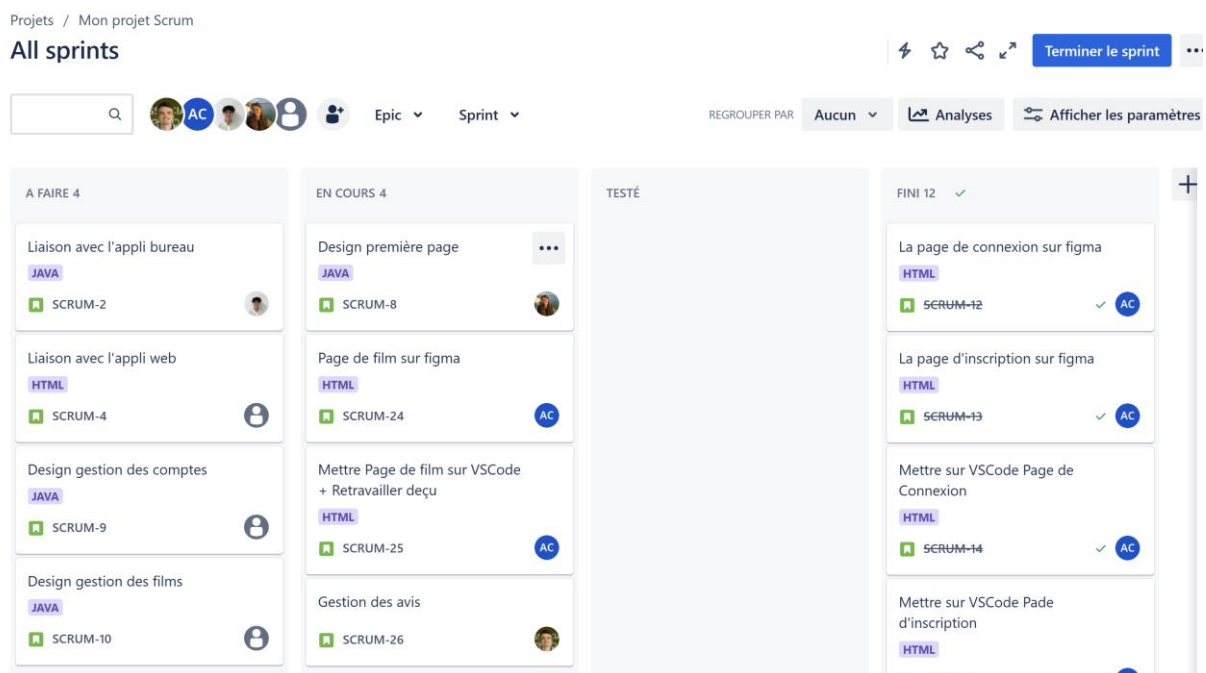 Projets / Mon projet Scrum
All sprints
Terminer le sprint
AC
Epic
Sprint
REGROUPER PAR
Aucun
Analyses
Afficher les paramètres
A FAIRE 4
Liaison avec l'appli bureau
JAVA
SCRUM-2
Liaison avec l'appli web
HTML
SCRUM-4
Design gestion des comptes
JAVA
SCRUM-9
Design gestion des films
JAVA
SCRUM-10
EN COURS 4
Design première page
JAVA
SCRUM-8
Page de film sur figma
HTML
SCRUM-24
AC
Mettre Page de film sur VSCode
+ Retravailler deçu
HTML
SCRUM-25
AC
Gestion des avis
SCRUM-26
TESTÉ
FINI 12
La page de connexion sur figma
HTML
SCRUM-12
AC
La page d'inscription sur figma
HTML
SCRUM-13
AC
Mettre sur VSCode Page de
Connexion
HTML
SCRUM-14
AC
Mettre sur VSCode Pade
d'inscription
HTML